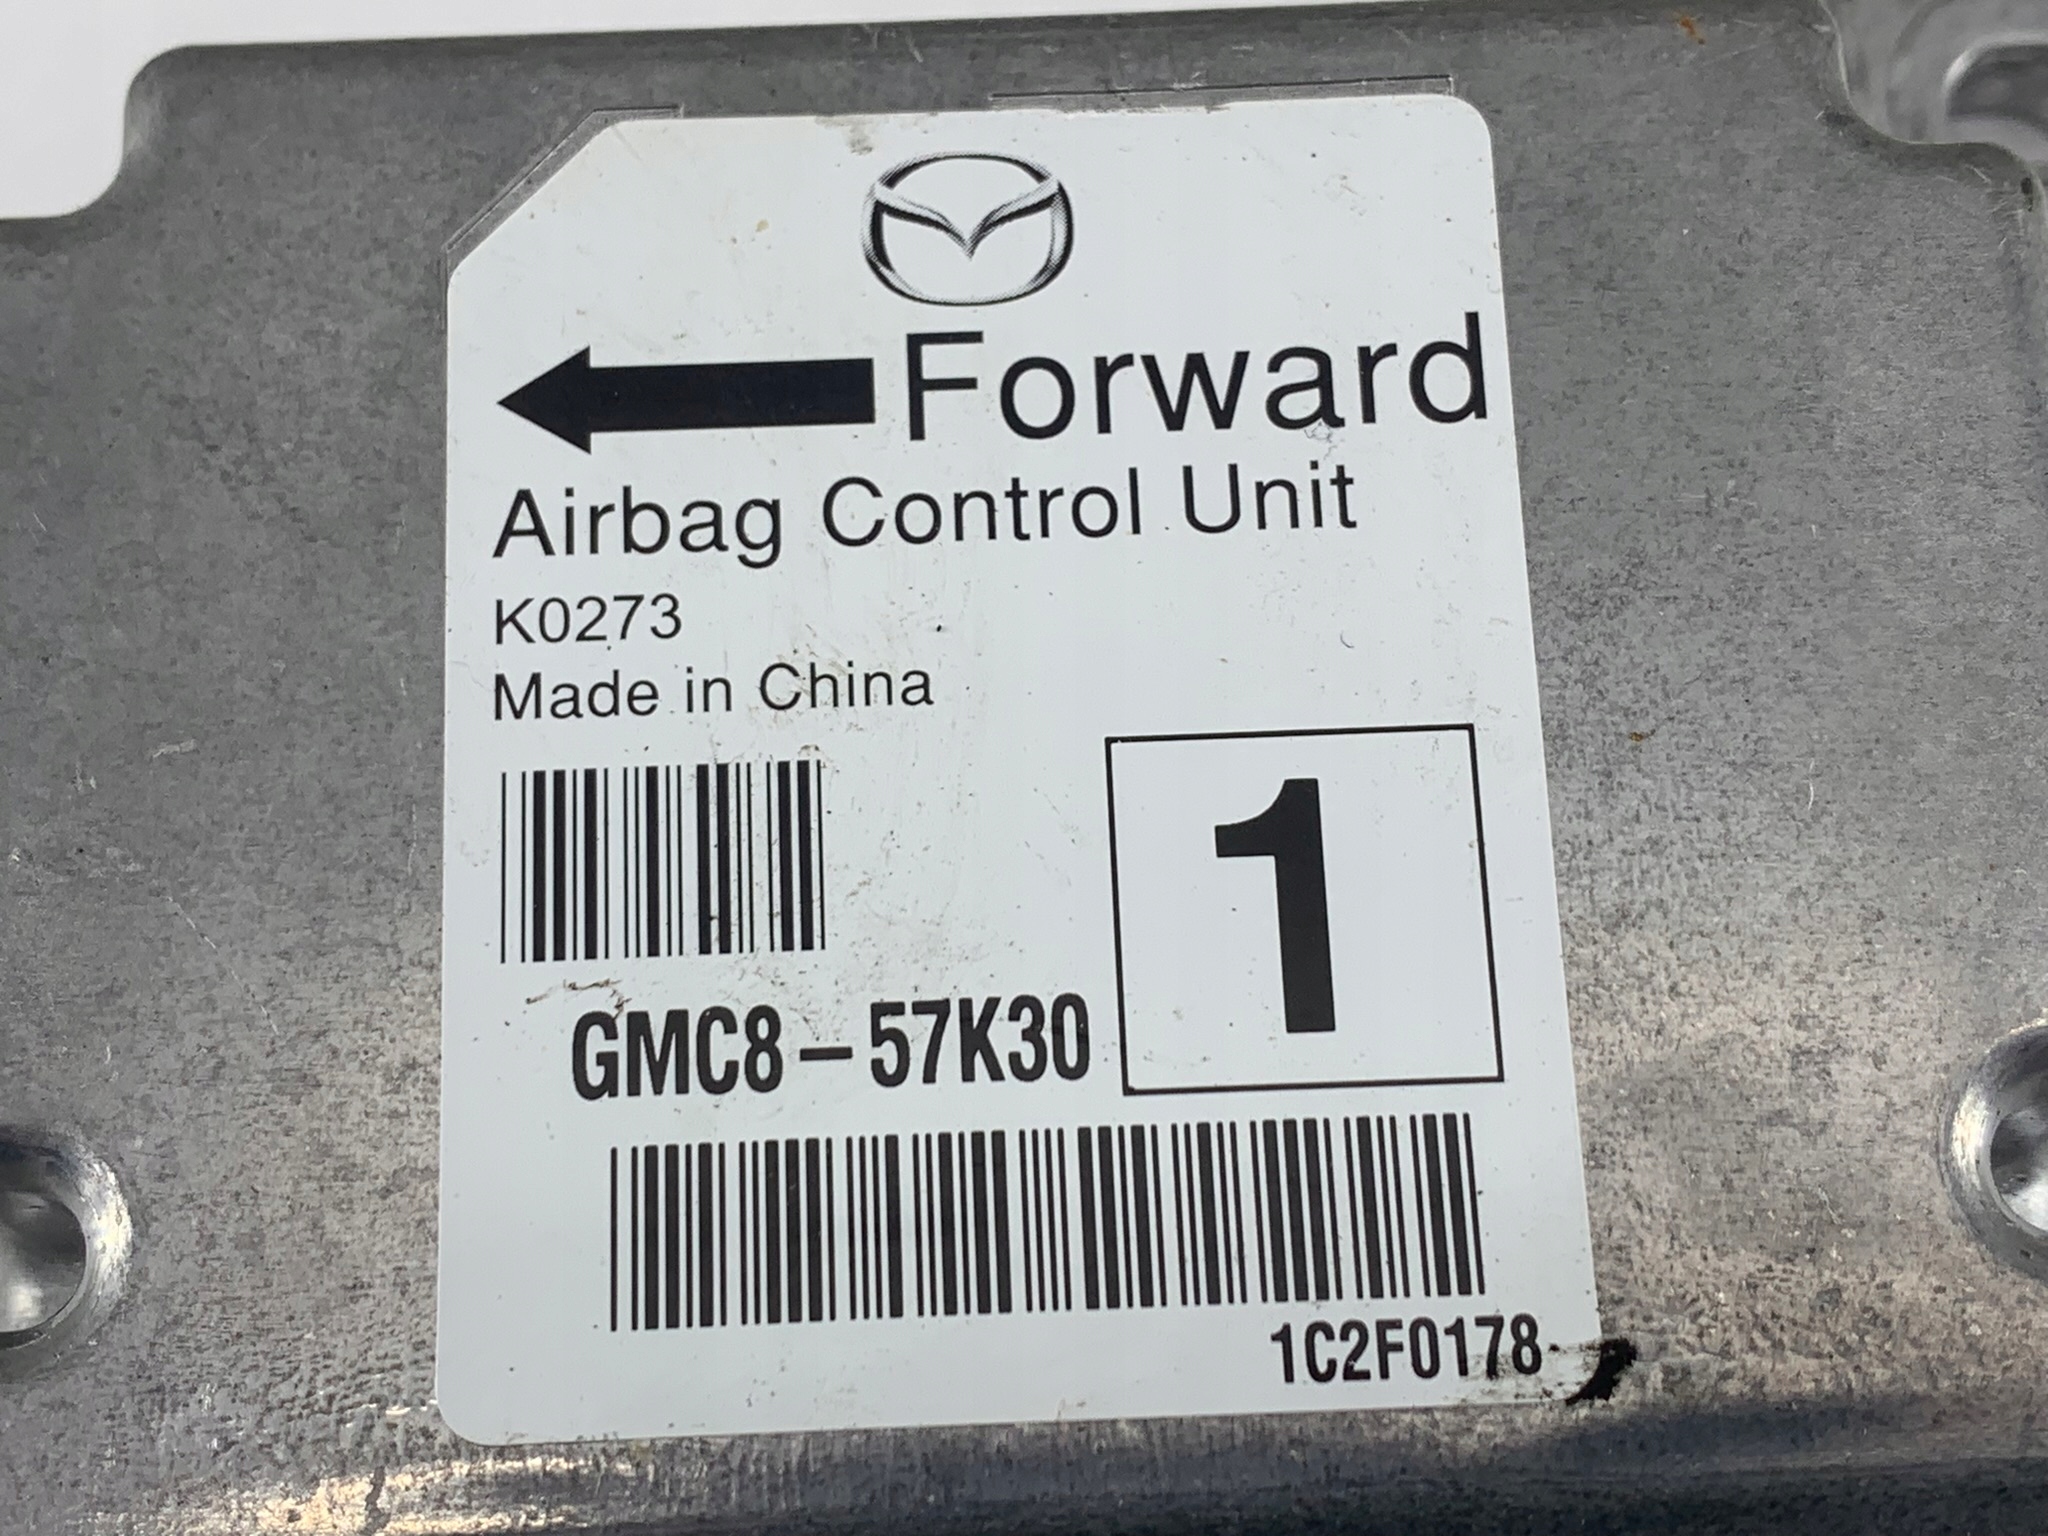 Forward
Airbag Control Unit
K0273
Made in China
1
GMC8-57K30
1C2F0178